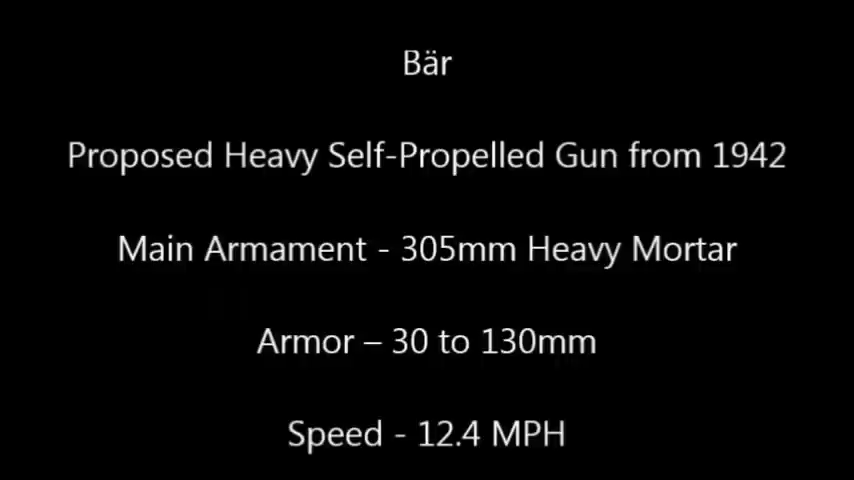 Bär
Proposed Heavy Self-Propelled Gun from 1942
Main Armament - 305mm Heavy Mortar
Armor – 30 to 130mm
Speed - 12.4 MPH